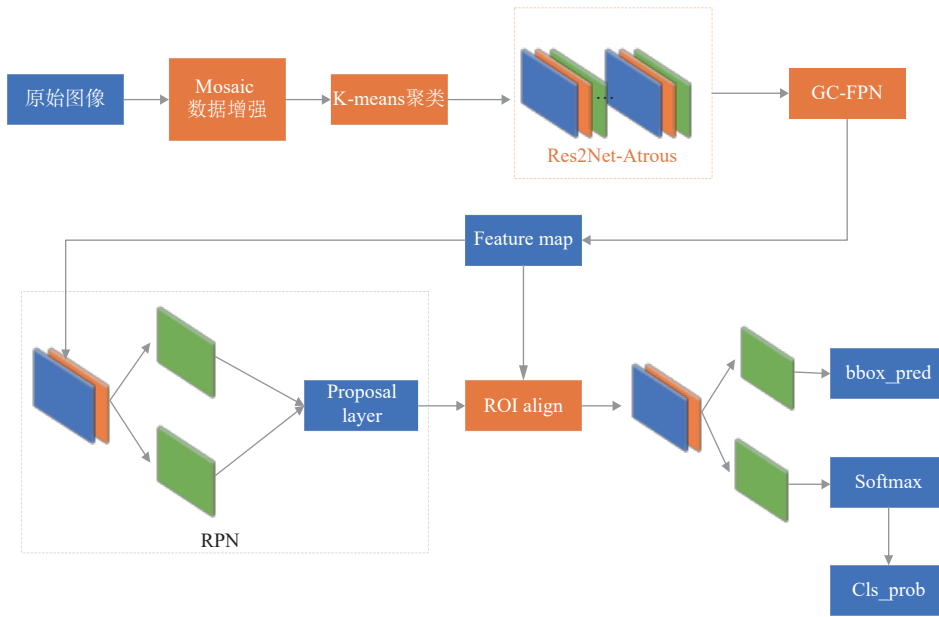 原始图像
Mosaic
数据增强
K-means聚类
...
Res2Net-Atrous
GC-FPN
Feature map
Proposal
layer
RPN
ROI align
bbox_pred
Softmax
Cls_prob